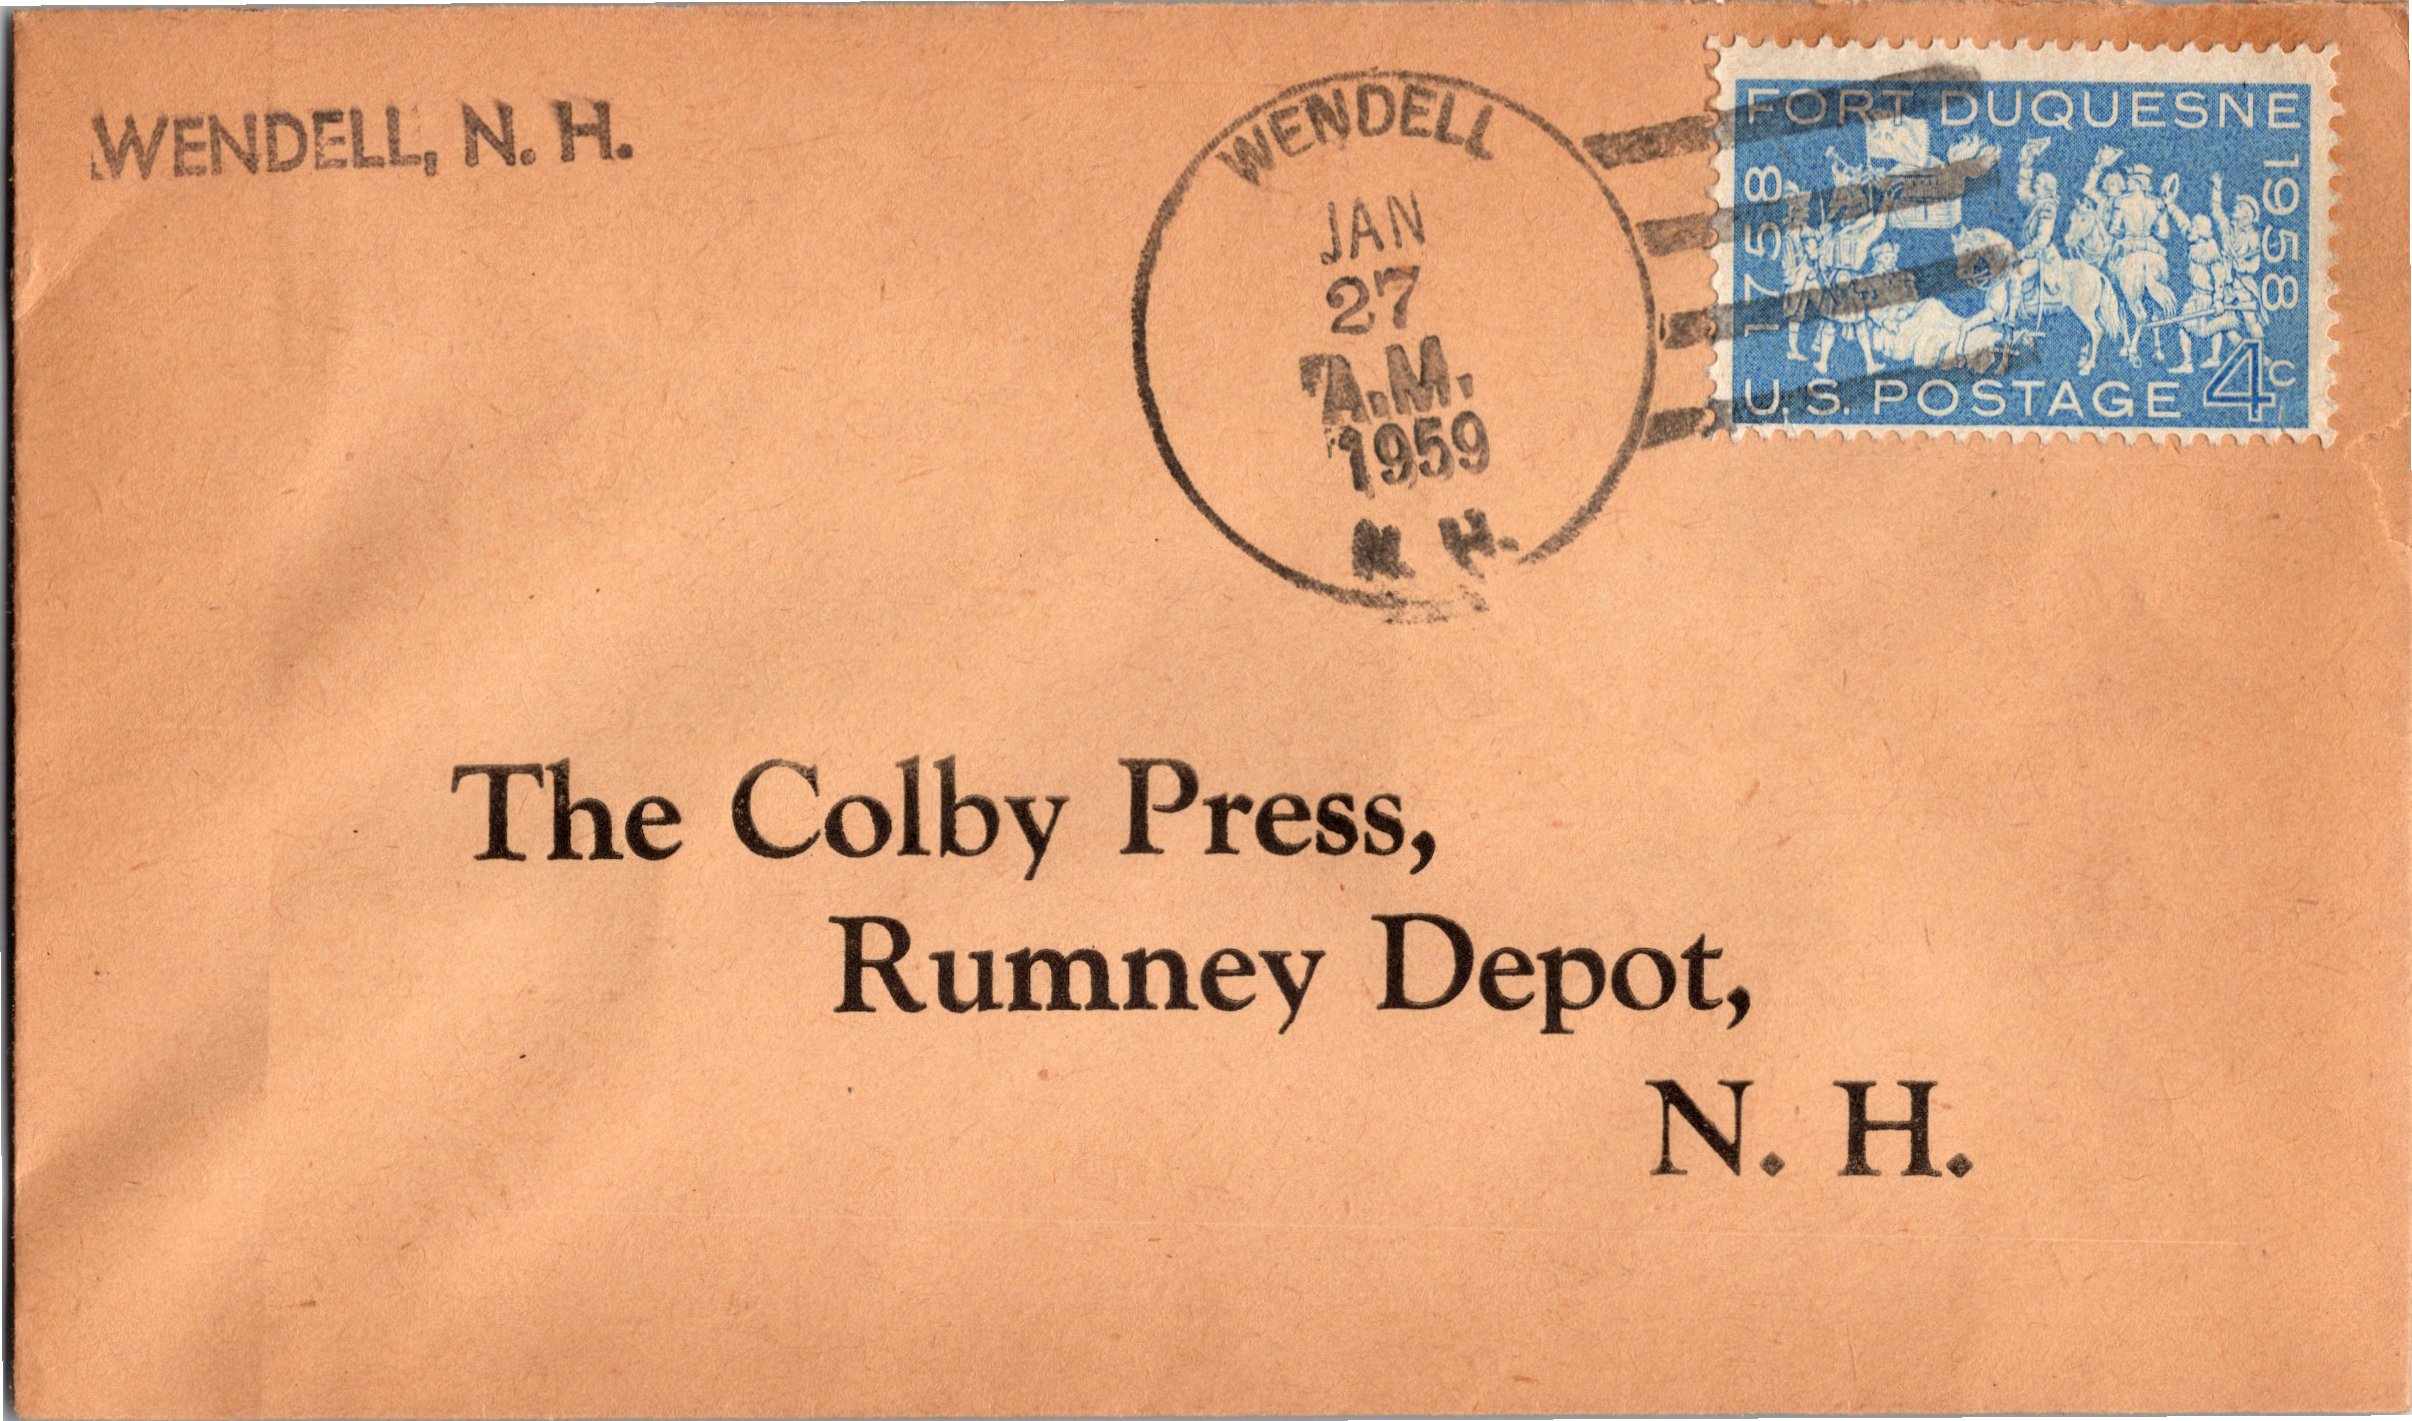 WENDELL, N. H.
WENDELL
JAN
27
A.M.
1959
N H.
FORT DUQUESNE
1758
1958
U.S. POSTAGE 4c
The Colby Press,
Rumney Depot,
N. H.